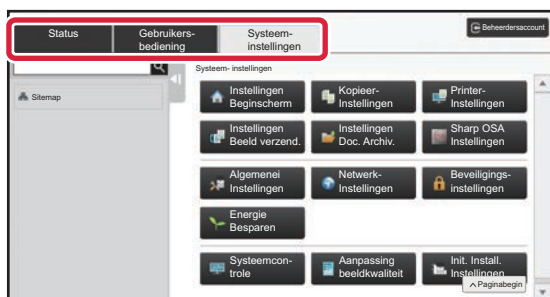 Status
Gebruikers-
bediening
Systeem-
instellingen
Beheerdersaccount
Sitemap
Systeem- instellingen
Instellingen
Beginscherm
Kopieer-
Instellingen
Printer-
Instellingen
Instellingen
Beeld verzend.
Instellingen
Doc. Archiv.
Sharp OSA
Instellingen
Algemenei
Instellingen
Netwerk-
Instellingen
Beveiligings-
instellingen
Energie
Besparen
Systeemcon-
trole
Aanpassing
beeldkwaliteit
Init. Install.
Instellingen
Paginabegin